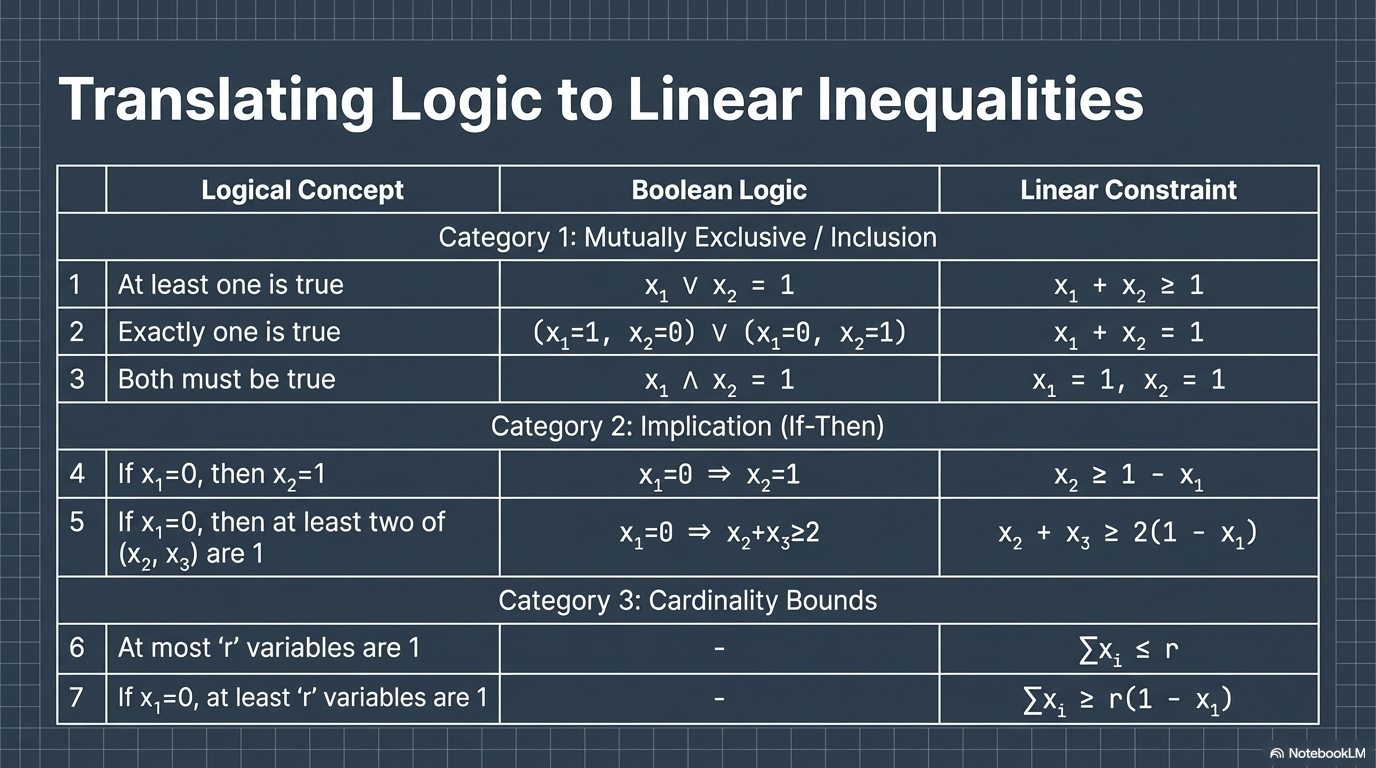 Translating Logic to Linear Inequalities
Logical Concept Boolean Logic Linear Constraint
Category 1: Mutually Exclusive / Inclusion
1 At least one is true x₁ ∨ x₂ = 1 x₁ + x₂ ≥ 1
2 Exactly one is true (x₁=1, x₂=0) ∨ (x₁=0, x₂=1) x₁ + x₂ = 1
3 Both must be true x₁ ∧ x₂ = 1 x₁ = 1, x₂ = 1
Category 2: Implication (If-Then)
4 If x₁=0, then x₂=1 x₁=0 ⇒ x₂=1 x₂ ≥ 1 - x₁
5 If x₁=0, then at least two of
(x₂, x₃) are 1 x₁=0 ⇒ x₂+x₃≥2 x₂ + x₃ ≥ 2(1 - x₁)
Category 3: Cardinality Bounds
6 At most ‘r’ variables are 1 - ∑xᵢ ≤ r
7 If x₁=0, at least ‘r’ variables are 1 - ∑xᵢ ≥ r(1 - x₁)
NotebookLM